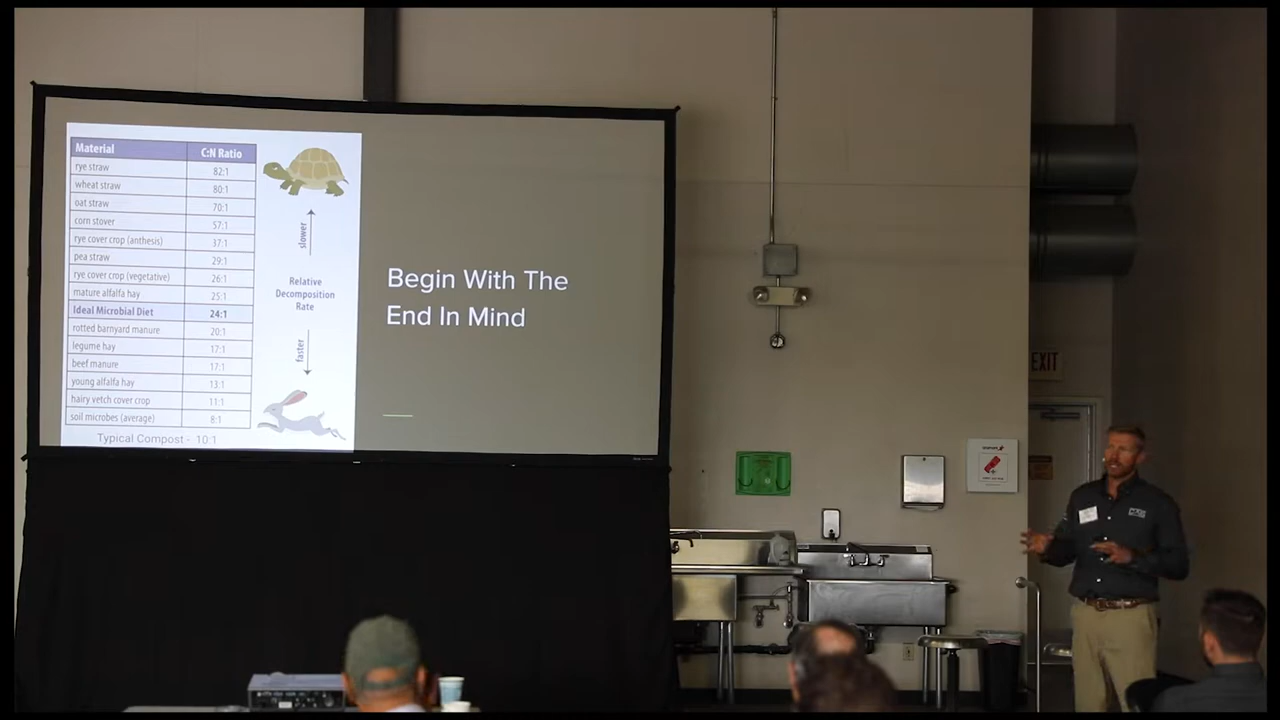 Material C:N Ratio
rye straw 82:1
wheat straw 80:1
oat straw 70:1
corn stover 57:1
rye cover crop (anthesis) 37:1
pea straw 29:1
rye cover crop (vegetative) 26:1
mature alfalfa hay 25:1
Ideal Microbial Diet 24:1
rotted barnyard manure 20:1
legume hay 17:1
beef manure 17:1
young alfalfa hay 13:1
hairy vetch cover crop 11:1
soil microbes (average) 8:1
Typical Compost - 10:1
slower
Relative
Decomposition
Rate
faster
Begin With The
End In Mind
EXIT